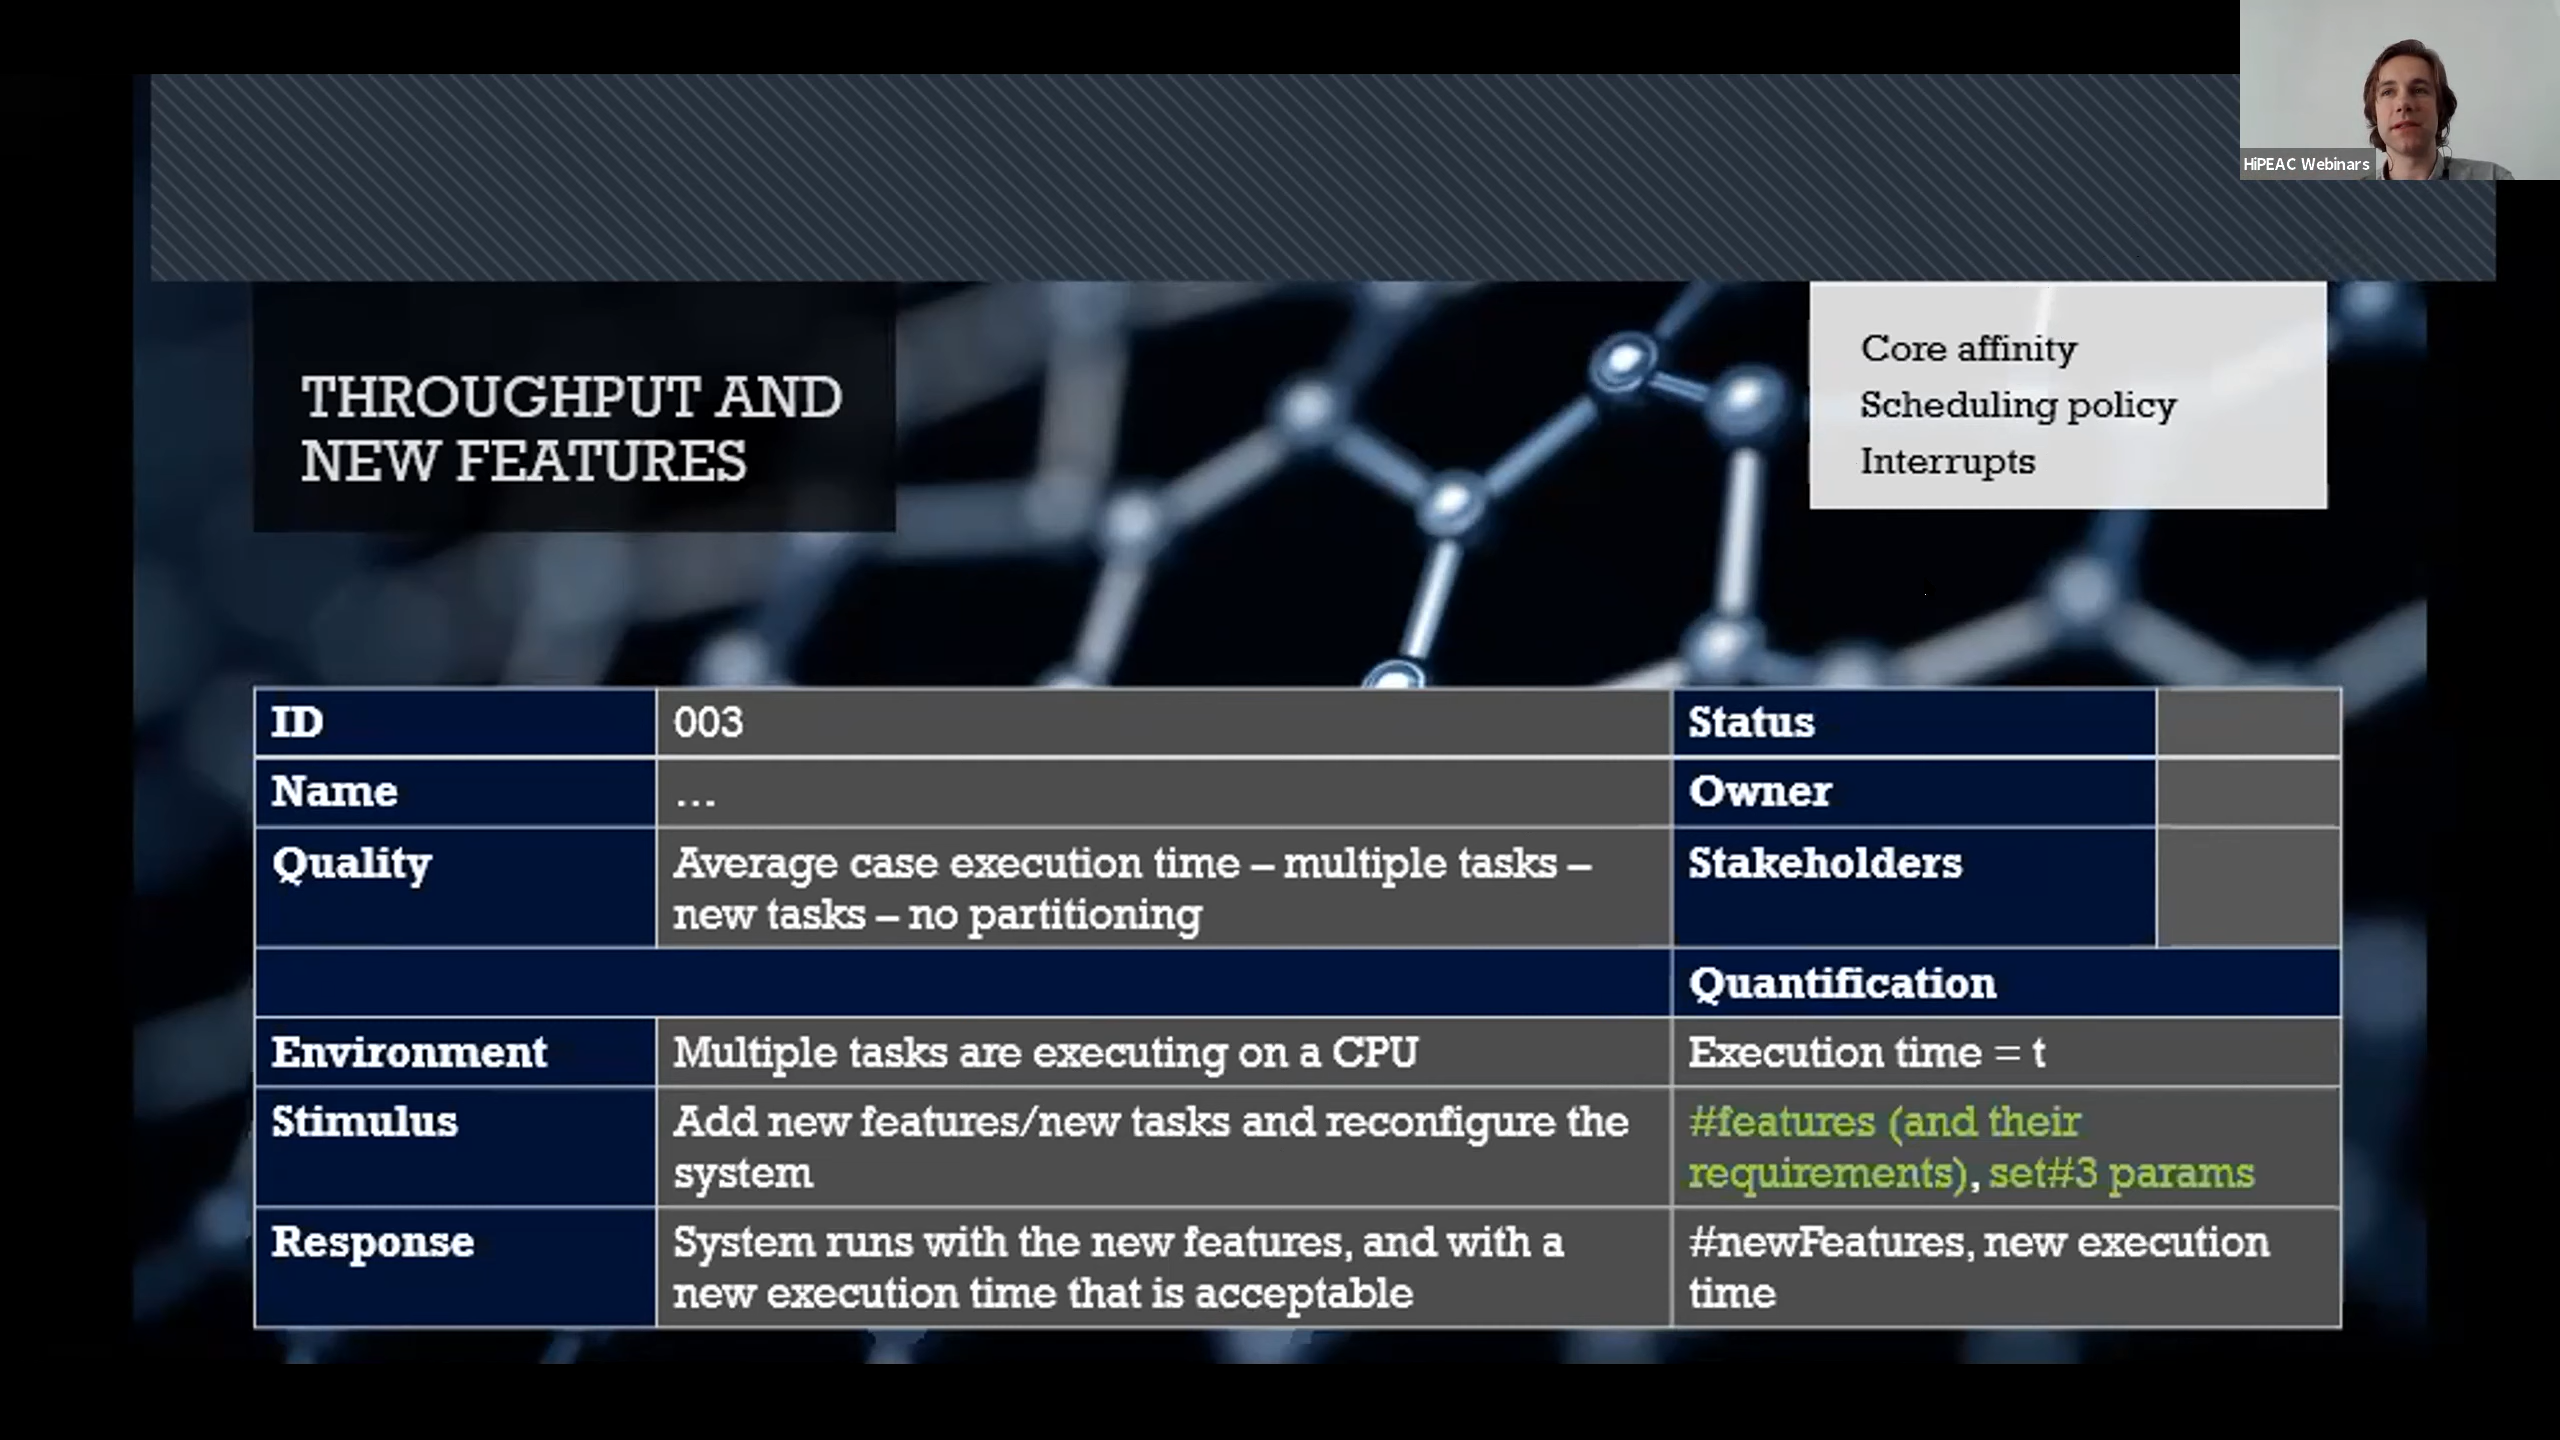 HiPEAC Webinars
THROUGHPUT AND
NEW FEATURES
Core affinity
Scheduling policy
Interrupts
ID 003 Status
Name ... Owner
Quality Average case execution time – multiple tasks – Stakeholders
new tasks – no partitioning
Quantification
Environment Multiple tasks are executing on a CPU Execution time = t
Stimulus Add new features/new tasks and reconfigure the #features (and their
system requirements), set#3 params
Response System runs with the new features, and with a #newFeatures, new execution
new execution time that is acceptable time